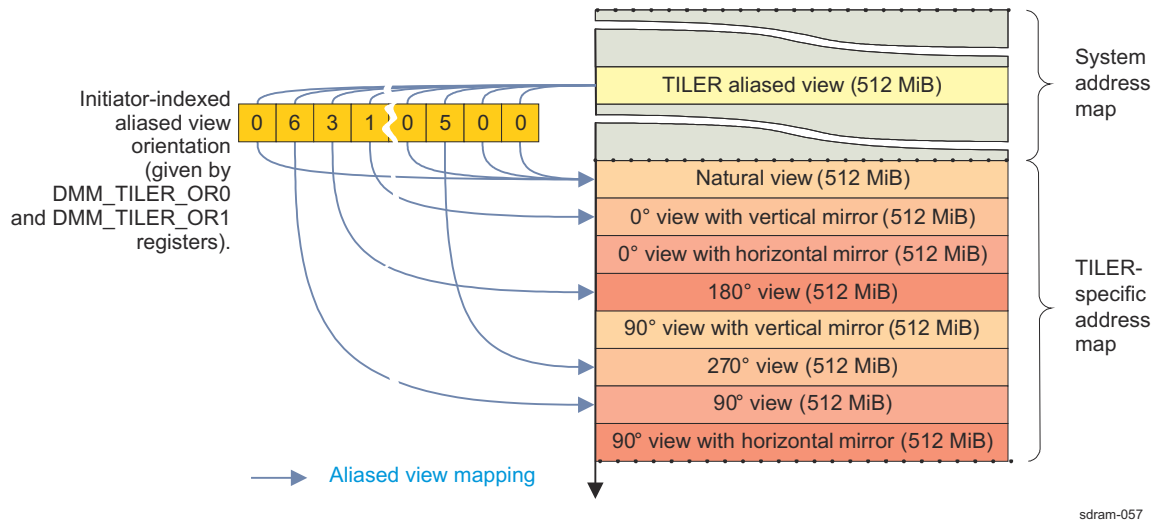 TILER aliased view (512 MiB)
System
address
map
Initiator-indexed
aliased view
orientation
(given by
DMM_TILER_OR0
and DMM_TILER_OR1
registers).
0 6 3 1 0 5 0 0
Natural view (512 MiB)
0° view with vertical mirror (512 MiB)
0° view with horizontal mirror (512 MiB)
180° view (512 MiB)
90° view with vertical mirror (512 MiB)
270° view (512 MiB)
90° view (512 MiB)
90° view with horizontal mirror (512 MiB)
TILER-
specific
address
map
Aliased view mapping
sdram-057